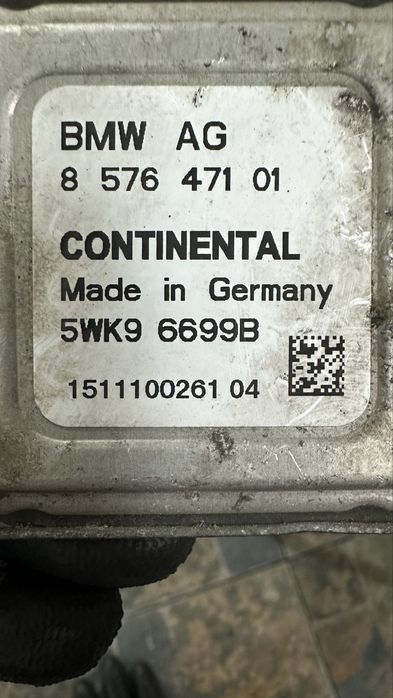 BMW AG
8 576 471 01
CONTINENTAL
Made in Germany
5WK9 6699B
1511100261 04